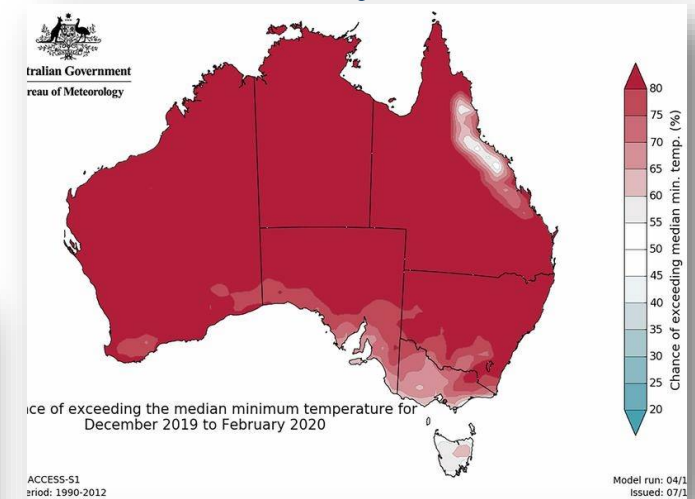 tralian Government
reau of Meteorology
80
75
70
65
60
55
50
45
40
35
30
25
20
Chance of exceeding median min. temp. (%)
ce of exceeding the median minimum temperature for
December 2019 to February 2020
ACCESS-S1
eriod: 1990-2012
Model run: 04/1
Issued: 07/1